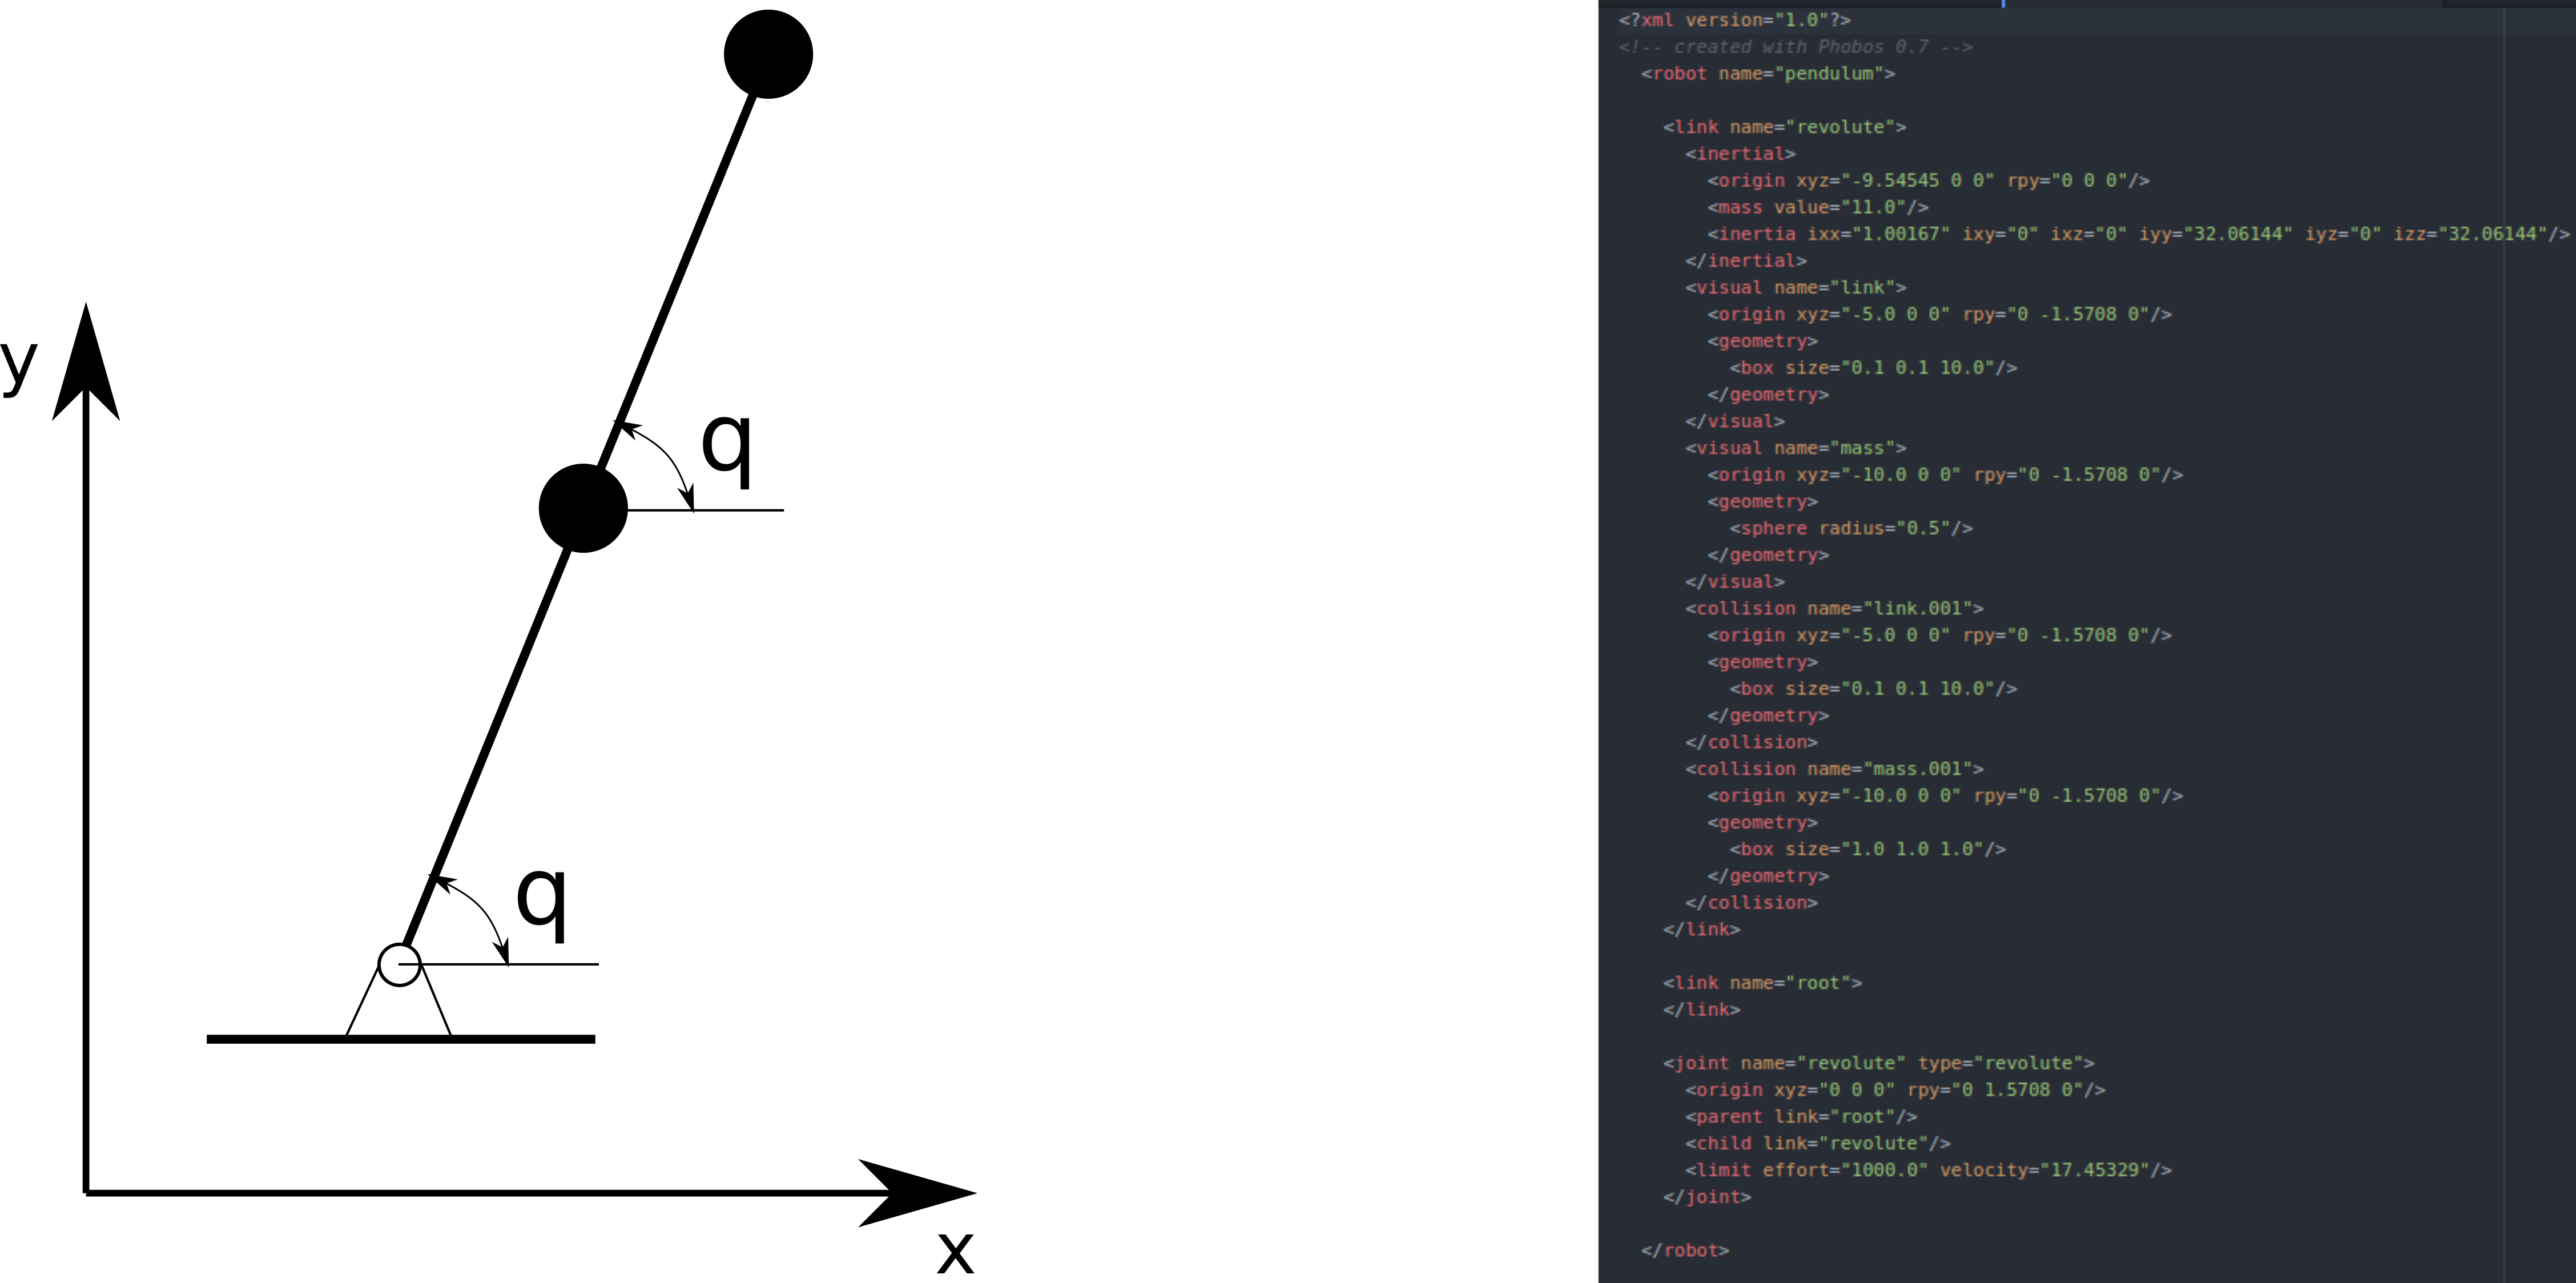 y
q
q
x
<?xml version="1.0"?>
<!-- created with Phobos 0.7 -->
<robot name="pendulum">
<link name="revolute">
<inertial>
<origin xyz="-9.54545 0 0" rpy="0 0 0"/>
<mass value="11.0"/>
<inertia ixx="1.00167" ixy="0" ixz="0" iyy="32.06144" iyz="0" izz="32.06144"/>
</inertial>
<visual name="link">
<origin xyz="-5.0 0 0" rpy="0 -1.5708 0"/>
<geometry>
<box size="0.1 0.1 10.0"/>
</geometry>
</visual>
<visual name="mass">
<origin xyz="-10.0 0 0" rpy="0 -1.5708 0"/>
<geometry>
<sphere radius="0.5"/>
</geometry>
</visual>
<collision name="link.001">
<origin xyz="-5.0 0 0" rpy="0 -1.5708 0"/>
<geometry>
<box size="0.1 0.1 10.0"/>
</geometry>
</collision>
<collision name="mass.001">
<origin xyz="-10.0 0 0" rpy="0 -1.5708 0"/>
<geometry>
<box size="1.0 1.0 1.0"/>
</geometry>
</collision>
</link>
<link name="root">
</link>
<joint name="revolute" type="revolute">
<origin xyz="0 0 0" rpy="0 1.5708 0"/>
<parent link="root"/>
<child link="revolute"/>
<limit effort="1000.0" velocity="17.45329"/>
</joint>
</robot>